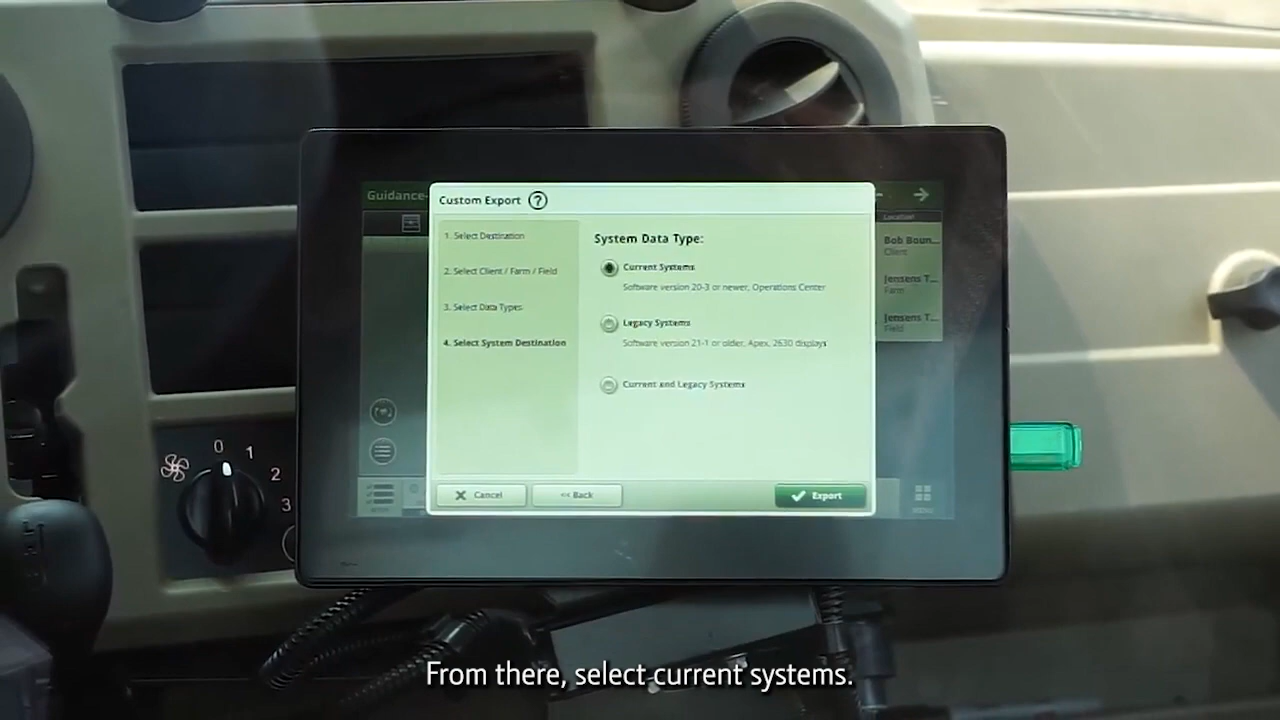 0
1
2
3
Guidance-
Custom Export ?
1. Select Destination
2. Select Client / Farm / Field
3. Select Data Types
4. Select System Destination
System Data Type:
Current Systems
Software version 20-3 or newer, Operations Center
Legacy Systems
Software version 21-1 or older, Apex, 2630 displays
Current and Legacy Systems
Cancel
<< Back
Export
Location
Bob Boun...
Client
Jensens T...
Farm
Jensens T...
Field
MENU
From there, select current systems.